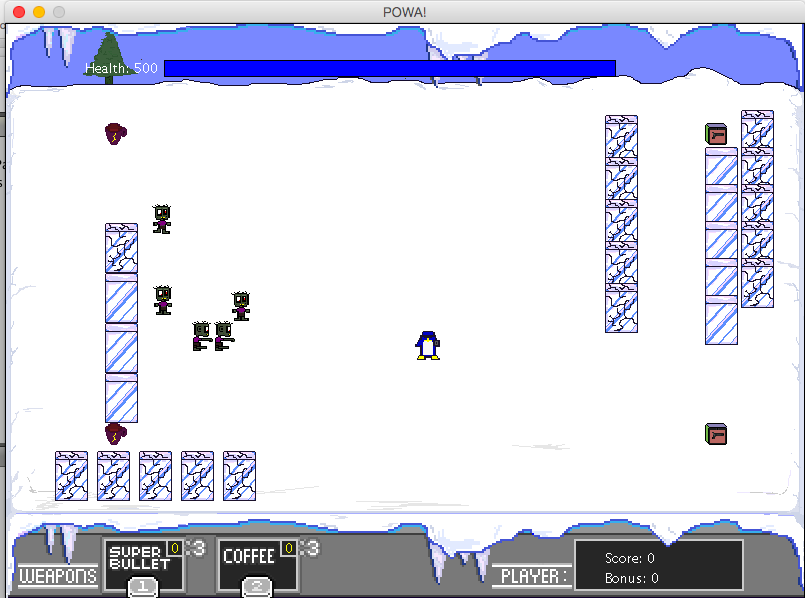 POWA!
Health: 500
SUPER BULLET 0 :3
COFFEE 0 :3
WEAPONS
1
2
PLAYER:
Score: 0
Bonus: 0